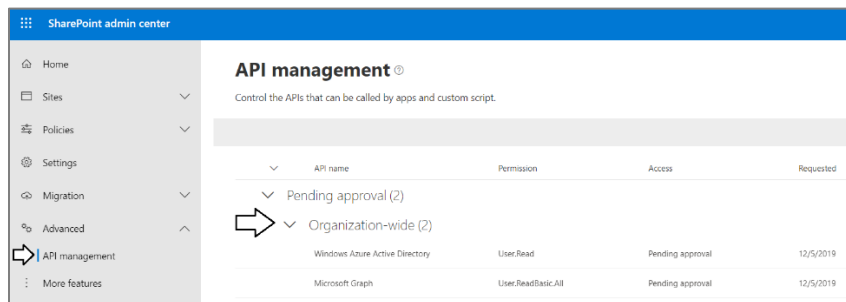 SharePoint admin center
Home
Sites
Policies
Settings
Migration
Advanced
API management
More features
API management
Control the APIs that can be called by apps and custom script.
API name Permission Access Requested
Pending approval (2)
Organization-wide (2)
Windows Azure Active Directory User.Read Pending approval 12/5/2019
Microsoft Graph User.ReadBasic.All Pending approval 12/5/2019